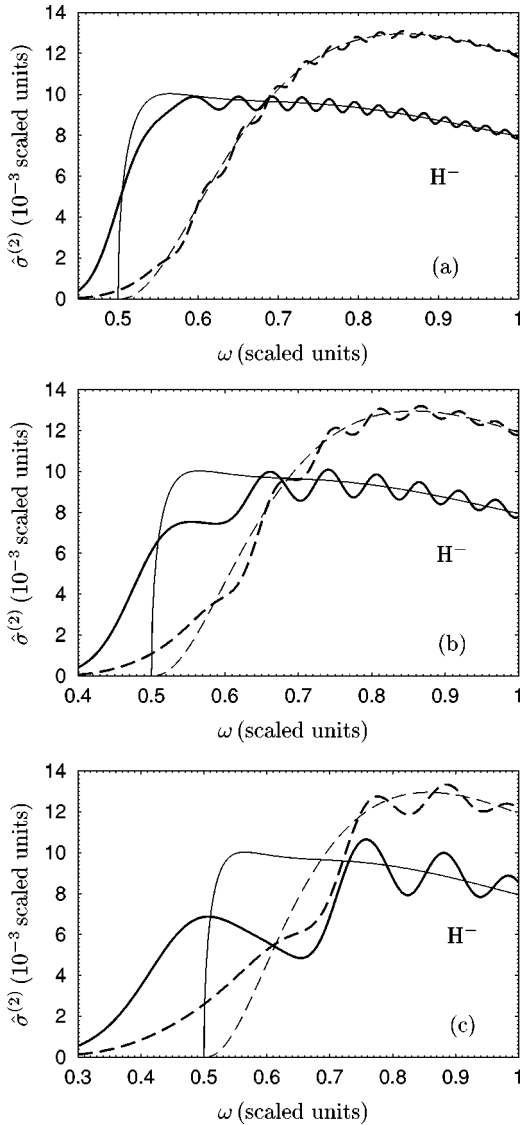 14
12
10
8
6
4
2
0
σ̂⁽²⁾ (10⁻³ scaled units)
H⁻
(a)
0.5 0.6 0.7 0.8 0.9 1
ω (scaled units)
14
12
10
8
6
4
2
0
σ̂⁽²⁾ (10⁻³ scaled units)
H⁻
(b)
0.4 0.5 0.6 0.7 0.8 0.9 1
ω (scaled units)
14
12
10
8
6
4
2
0
σ̂⁽²⁾ (10⁻³ scaled units)
H⁻
(c)
0.3 0.4 0.5 0.6 0.7 0.8 0.9 1
ω (scaled units)